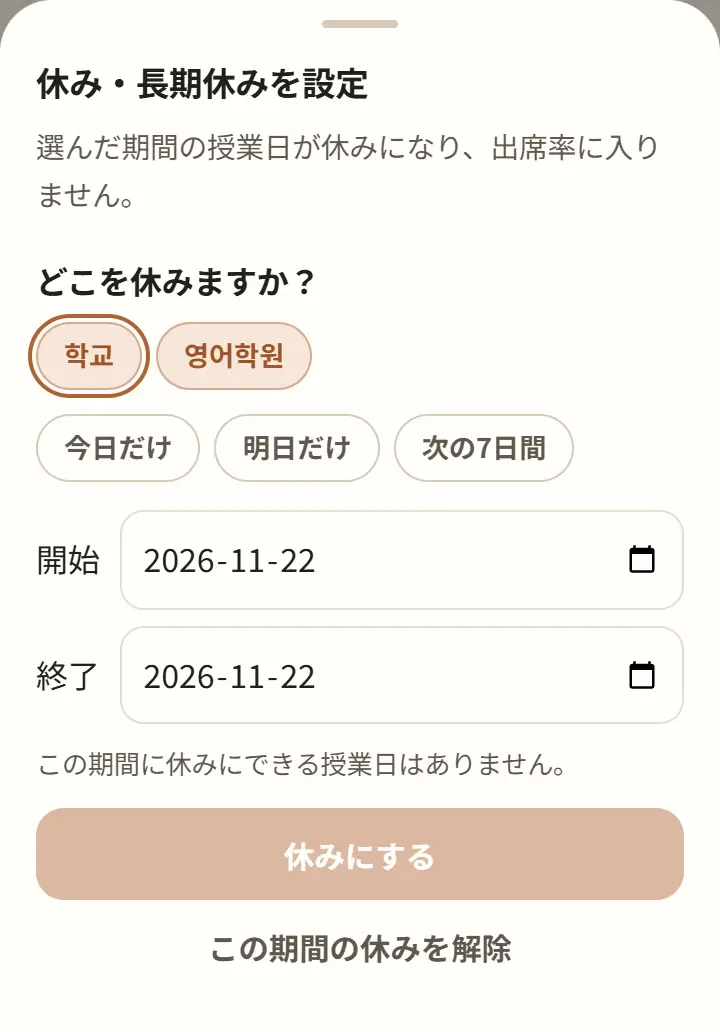 休み・長期休みを設定
選んだ期間の授業日が休みになり、出席率に入り
ません。
どこを休みますか？
학교 영어학원
今日だけ 明日だけ 次の7日間
開始 2026-11-22
終了 2026-11-22
この期間に休みにできる授業日はありません。
休みにする
この期間の休みを解除